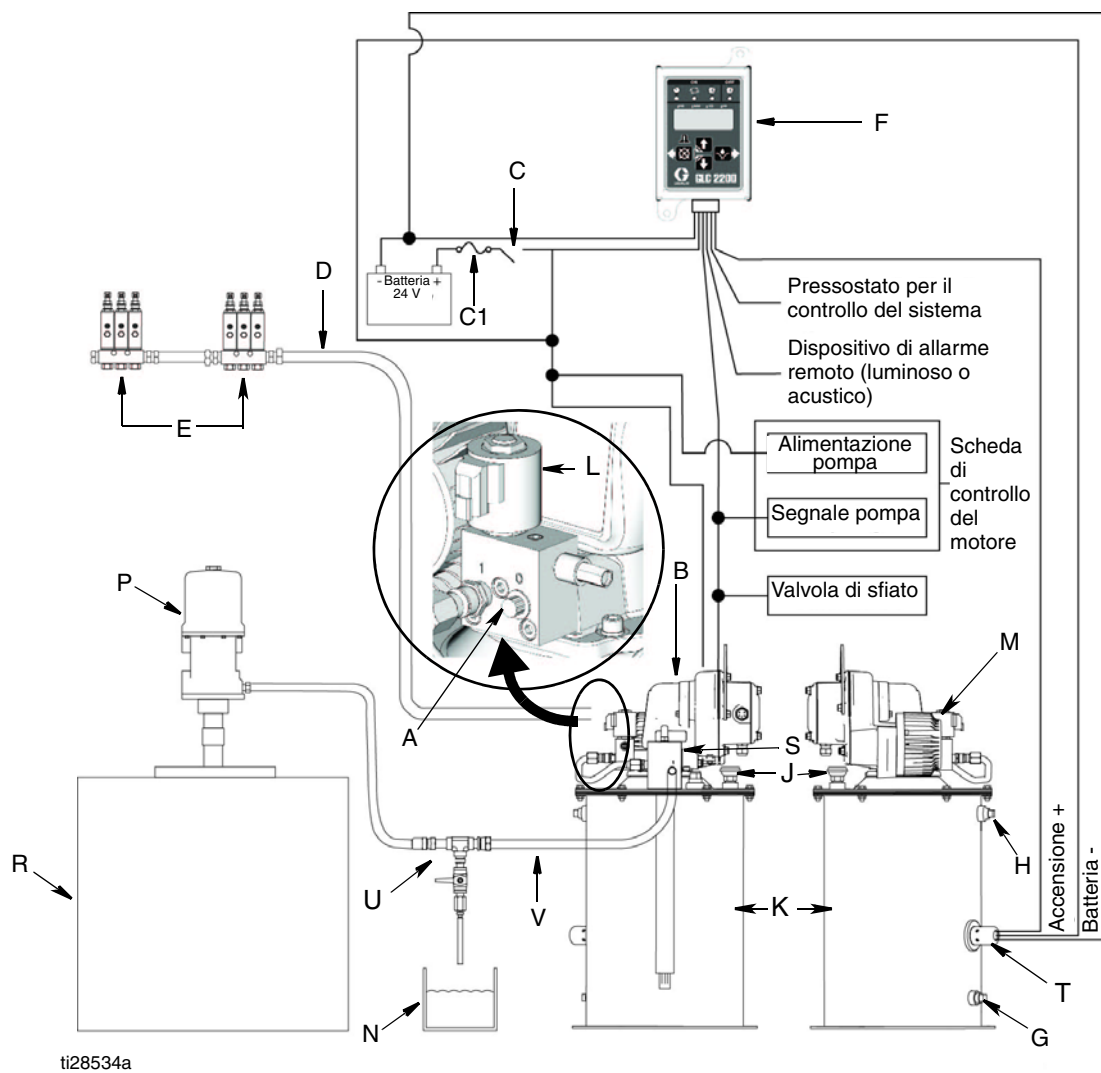 F
C
- Batteria +
24 V
C1
D
E
GLC 2200
Pressostato per il
controllo del sistema
Dispositivo di allarme
remoto (luminoso o
acustico)
Alimentazione
pompa
Segnale pompa
Scheda
di
controllo
del
motore
Valvola di sfiato
L
1
0
A
B
P
M
S
J
H
R
U
V
K
Accensione +
Batteria -
T
N
G
ti28534a